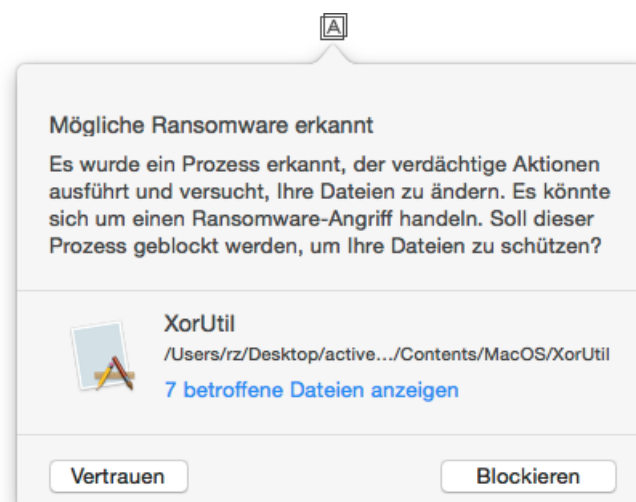 Mögliche Ransomware erkannt
Es wurde ein Prozess erkannt, der verdächtige Aktionen
ausführt und versucht, Ihre Dateien zu ändern. Es könnte
sich um einen Ransomware-Angriff handeln. Soll dieser
Prozess geblockt werden, um Ihre Dateien zu schützen?
XorUtil
/Users/rz/Desktop/active.../Contents/MacOS/XorUtil
7 betroffene Dateien anzeigen
Vertrauen
Blockieren